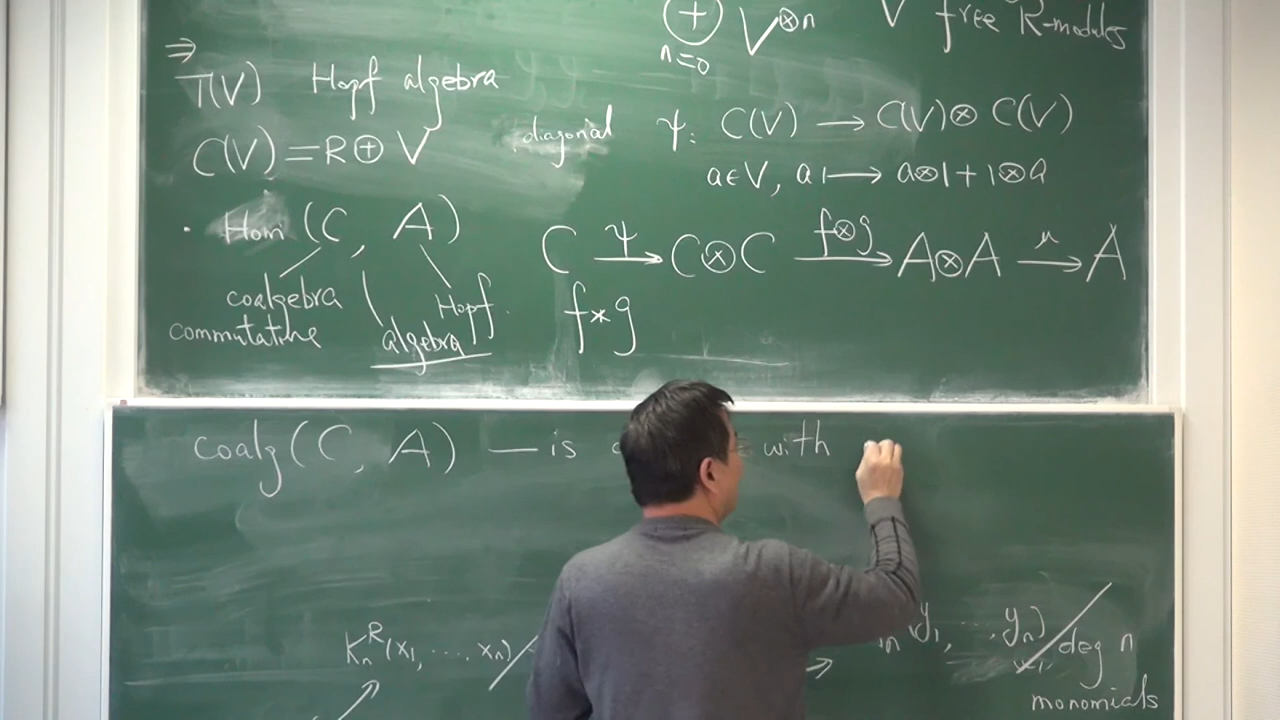 ⊕ V^{⊗n} V free R-modules
n=0
⇒
T(V) Hopf algebra
C(V) = R ⊕ V
diagonal ψ: C(V) → C(V) ⊗ C(V)
a∈V, a ↦ a⊗1 + 1⊗a
· Hom (C, A)
coalgebra
commutative
algebra
Hopf.
C —ψ→ C⊗C —f⊗g→ A⊗A —μ→ A
f*g
coalg (C, A) — is with
K_n^R (x_1, .... x_n) /
→ n y_1, ... y_n) / deg n
monomials